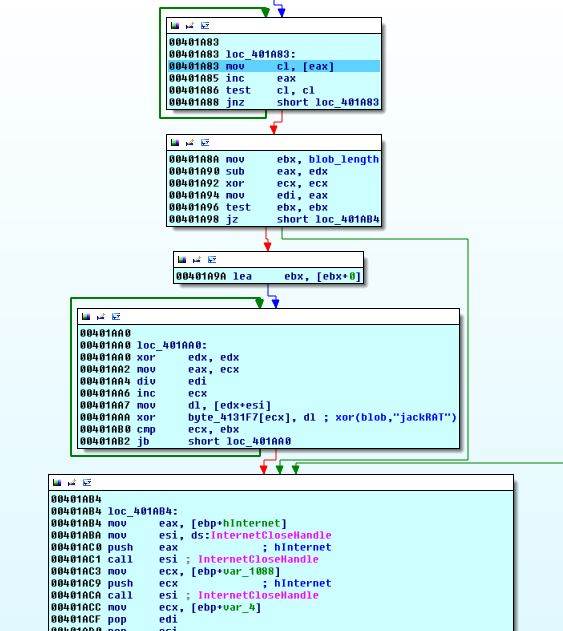 00401A83
00401A83 loc_401A83:
00401A83 mov cl, [eax]
00401A85 inc eax
00401A86 test cl, cl
00401A88 jnz short loc_401A83
00401A8A mov ebx, blob_length
00401A90 sub eax, edx
00401A92 xor ecx, ecx
00401A94 mov edi, eax
00401A96 test ebx, ebx
00401A98 jz short loc_401AB4
00401A9A lea ebx, [ebx+0]
00401AA0
00401AA0 loc_401AA0:
00401AA0 xor edx, edx
00401AA2 mov eax, ecx
00401AA4 div edi
00401AA6 inc ecx
00401AA7 mov dl, [edx+esi]
00401AAA xor byte_4131F7[ecx], dl ; xor(blob,"jackRAT")
00401AB0 cmp ecx, ebx
00401AB2 jb short loc_401AA0
00401AB4
00401AB4 loc_401AB4:
00401AB4 mov eax, [ebp+hInternet]
00401ABA mov esi, ds:InternetCloseHandle
00401AC0 push eax ; hInternet
00401AC1 call esi ; InternetCloseHandle
00401AC3 mov ecx, [ebp+var_1088]
00401AC9 push ecx ; hInternet
00401ACA call esi ; InternetCloseHandle
00401ACC mov ecx, [ebp+var_4]
00401ACF pop edi